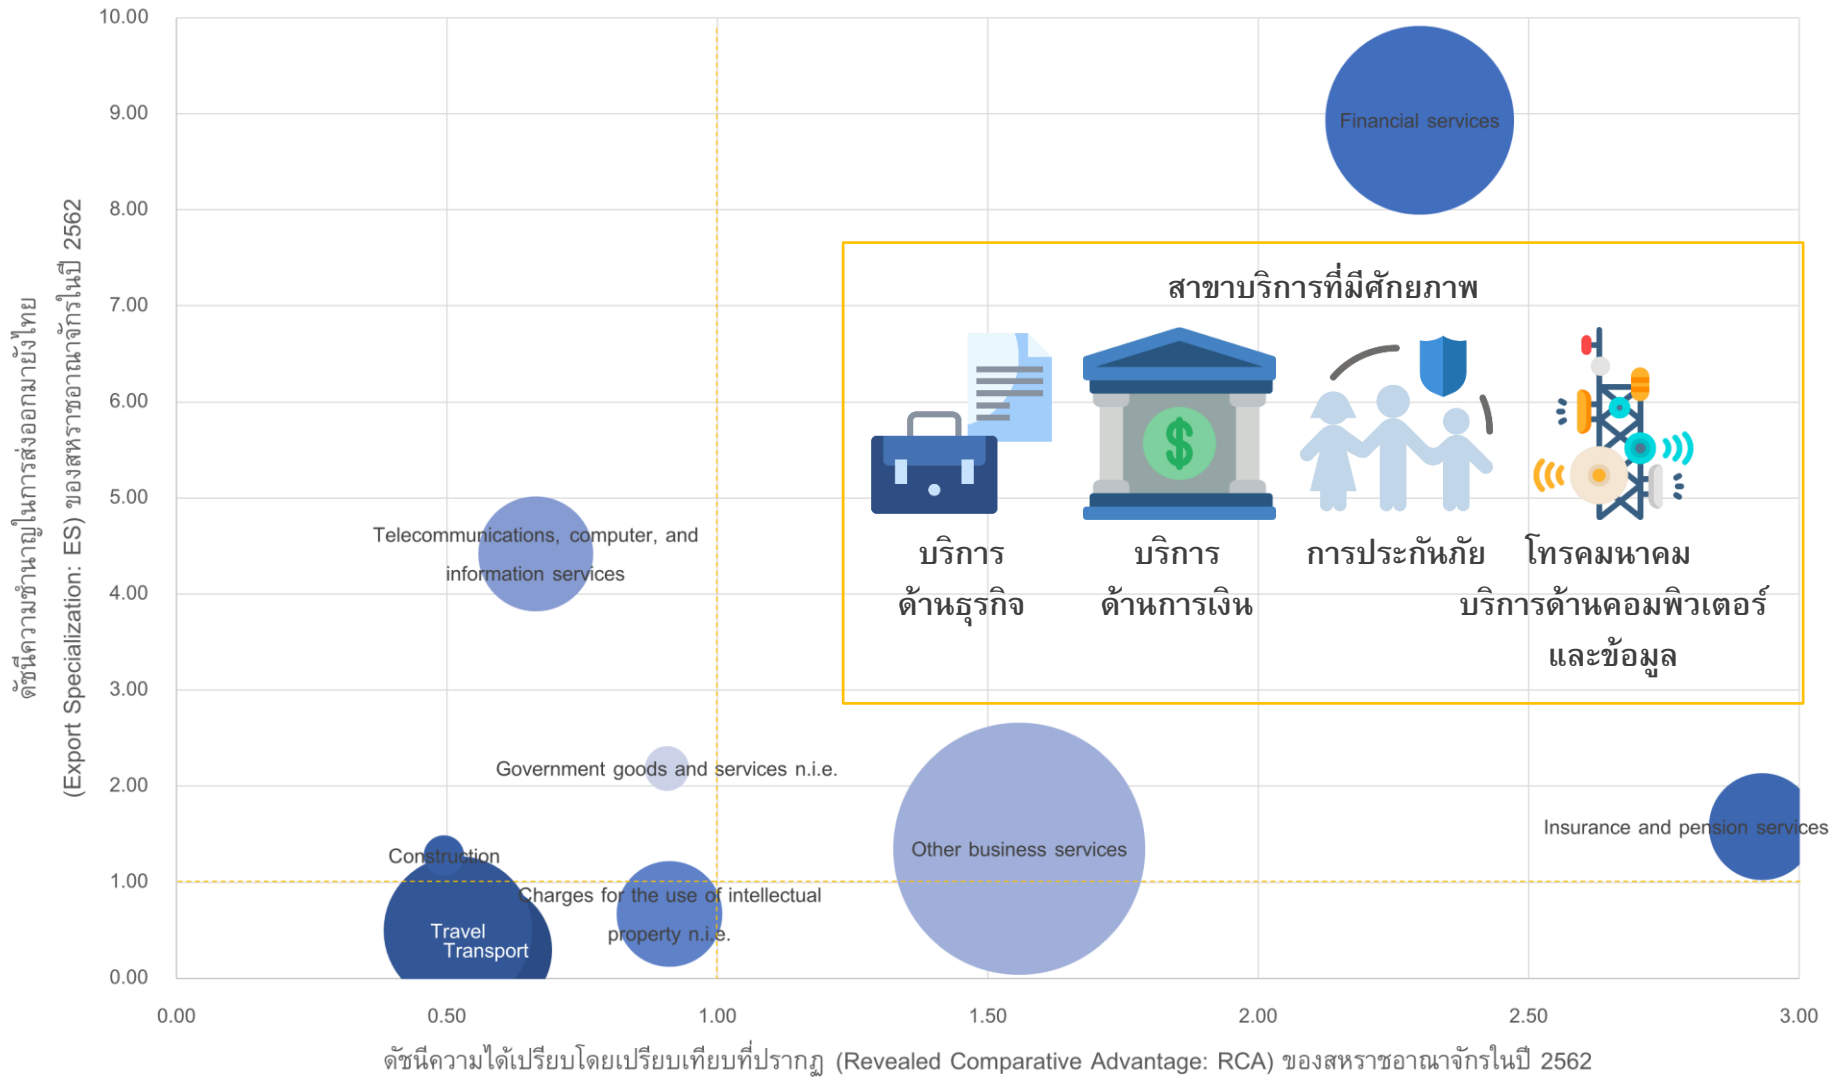 10.00
9.00
8.00
7.00
6.00
5.00
4.00
3.00
2.00
1.00
0.00
ดัชนีความชำนาญในการส่งออกมายังไทย
(Export Specialization: ES) ของสหราชอาณาจักรในปี 2562
Financial services
สาขาบริการที่มีศักยภาพ
$
บริการ
ด้านธุรกิจ
บริการ
ด้านการเงิน
การประกันภัย
โทรคมนาคม
บริการด้านคอมพิวเตอร์
และข้อมูล
Telecommunications, computer, and
information services
Government goods and services n.i.e.
Construction
Travel
Transport
Charges for the use of intellectual
property n.i.e.
Other business services
Insurance and pension services
0.00 0.50 1.00 1.50 2.00 2.50 3.00
ดัชนีความได้เปรียบโดยเปรียบเทียบที่ปรากฏ (Revealed Comparative Advantage: RCA) ของสหราชอาณาจักรในปี 2562